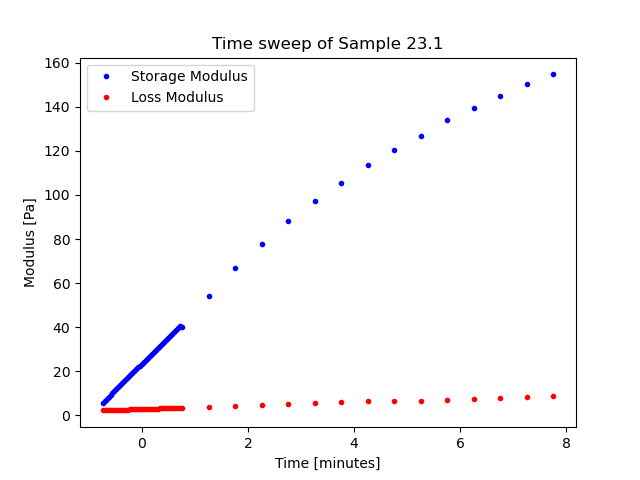 Time sweep of Sample 23.1
Storage Modulus
Loss Modulus
160
140
120
100
80
60
40
20
0
Modulus [Pa]
0 2 4 6 8
Time [minutes]